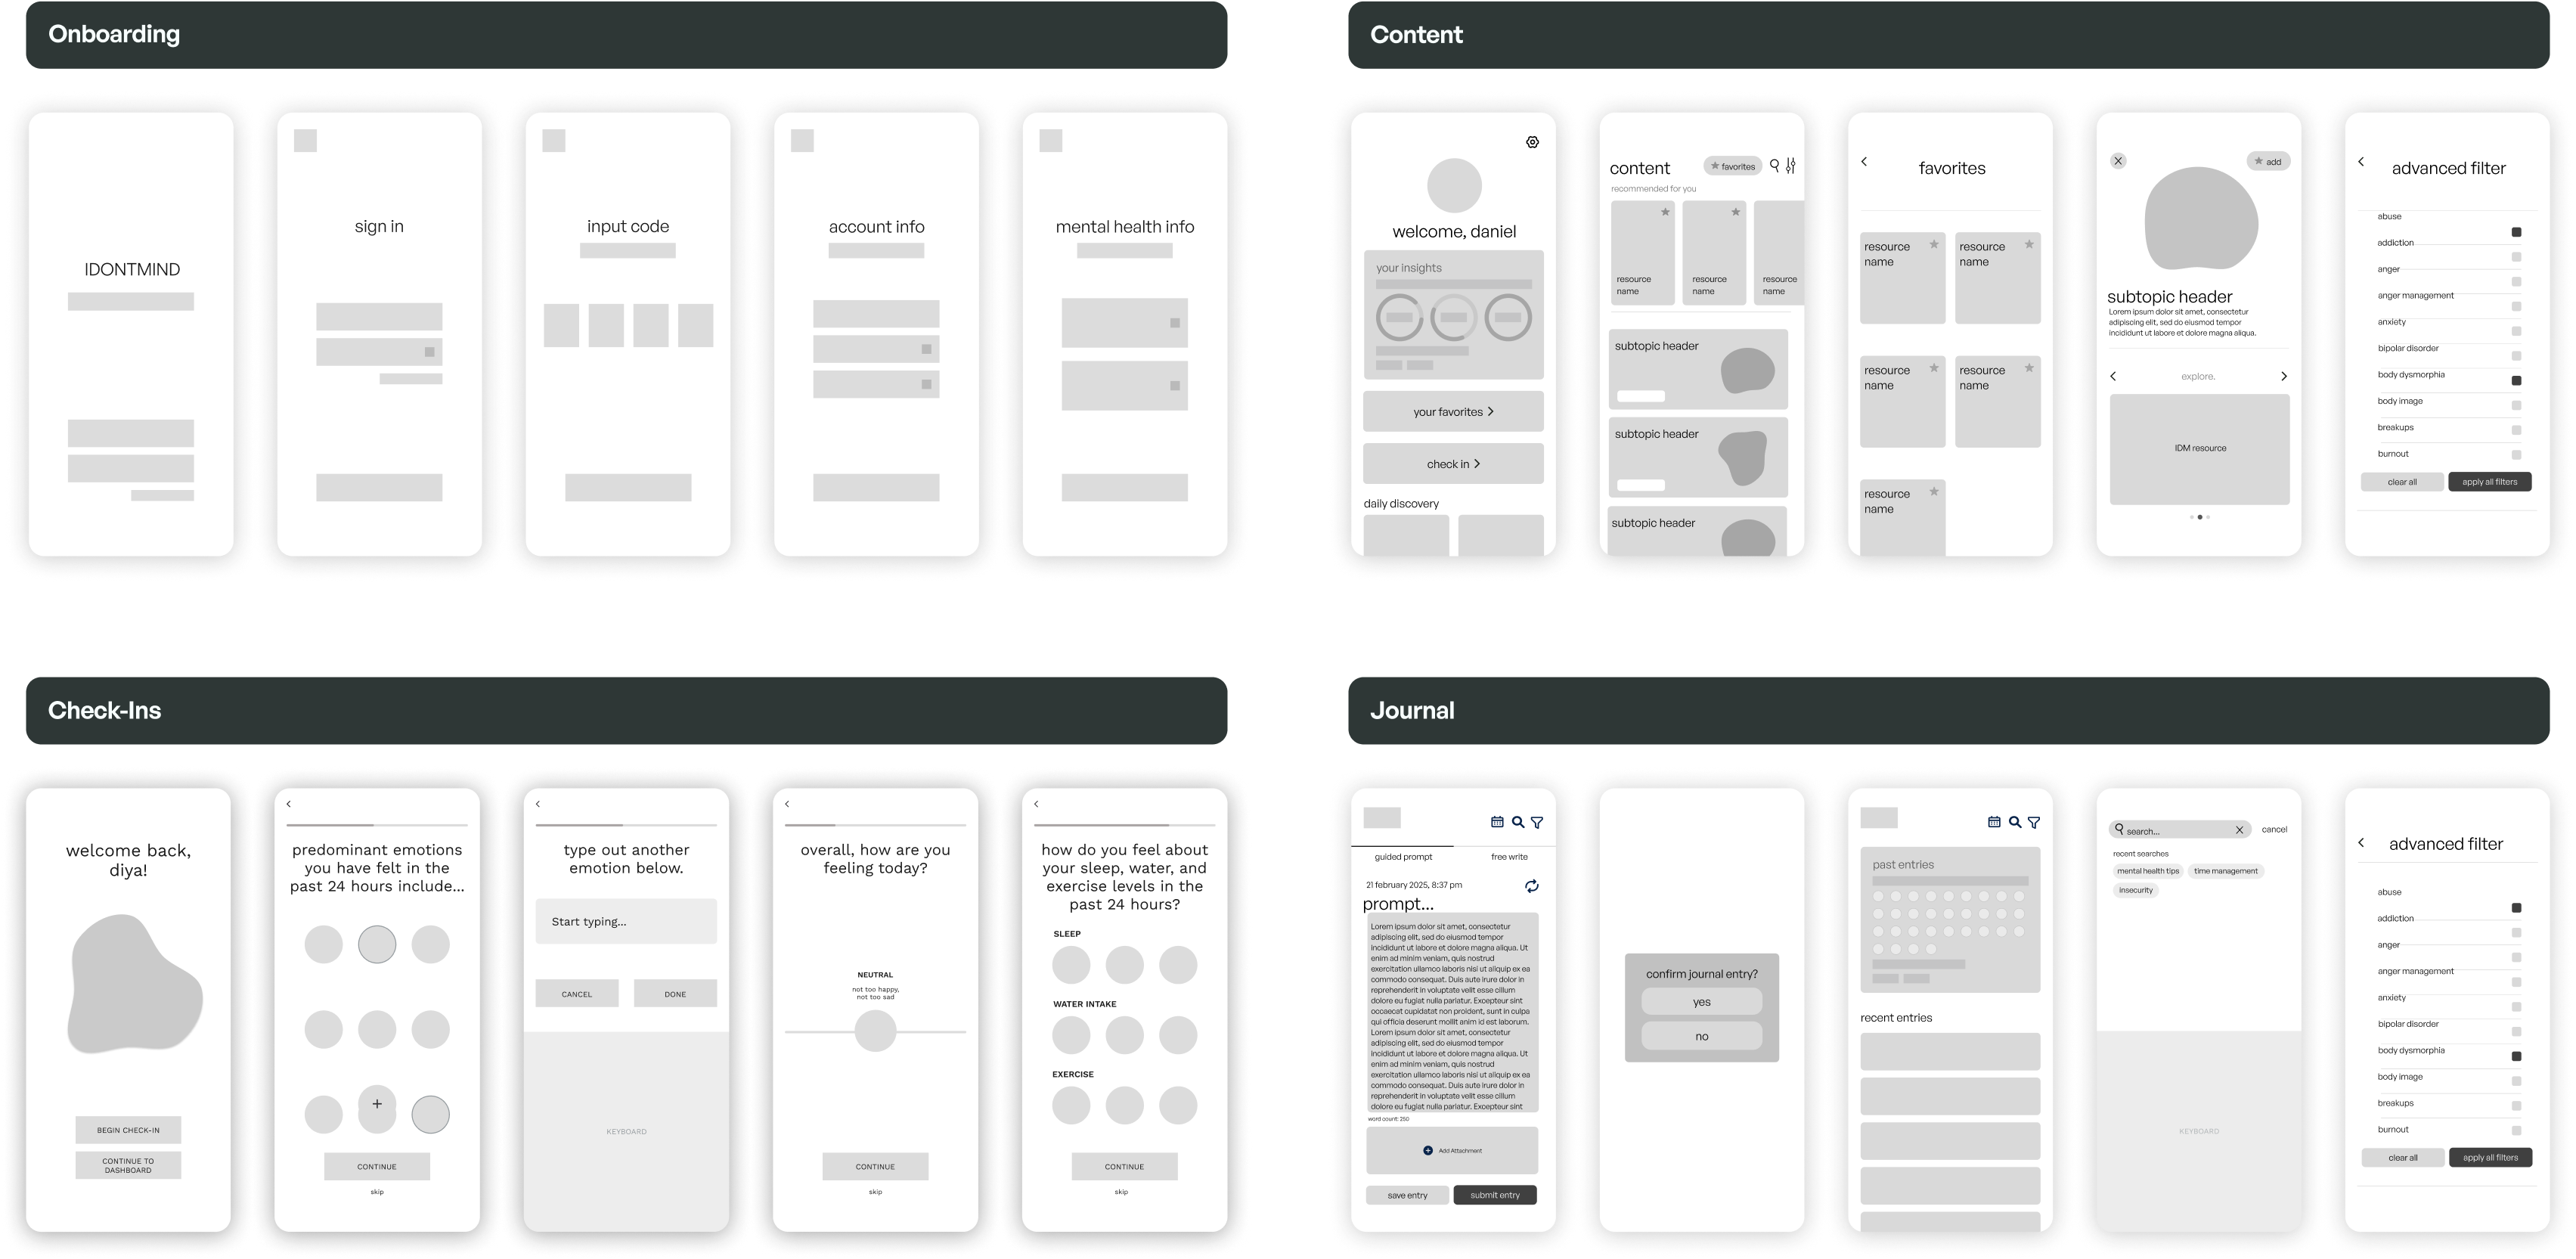 Onboarding
IDONTMIND
sign in
input code
account info
mental health info
Content
welcome, daniel
your insights
your favorites
check in
daily discovery
content
favorites
recommended for you
resource
name
resource
name
resource
name
subtopic header
subtopic header
subtopic header
favorites
resource
name
resource
name
resource
name
resource
name
resource
name
add
subtopic header
Lorem ipsum dolor sit amet, consectetur
adipiscing elit, sed do eiusmod tempor
incididunt ut labore et dolore magna aliqua.
explore.
IDM resource
advanced filter
abuse
addiction
anger
anger management
anxiety
bipolar disorder
body dysmorphia
body image
breakups
burnout
clear all
apply all filters
Check-Ins
welcome back,
diya!
BEGIN CHECK-IN
CONTINUE TO
DASHBOARD
predominant emotions
you have felt in the
past 24 hours include...
+
CONTINUE
skip
type out another
emotion below.
Start typing...
CANCEL
DONE
KEYBOARD
overall, how are you
feeling today?
NEUTRAL
not too happy,
not too sad
CONTINUE
skip
how do you feel about
your sleep, water, and
exercise levels in the
past 24 hours?
SLEEP
WATER INTAKE
EXERCISE
CONTINUE
skip
Journal
guided prompt
free write
21 february 2025, 8:37 pm
prompt...
Lorem ipsum dolor sit amet, consectetur
adipiscing elit, sed do eiusmod tempor
incididunt ut labore et dolore magna aliqua. Ut
enim ad minim veniam, quis nostrud
exercitation ullamco laboris nisi ut aliquip ex ea
commodo consequat. Duis aute irure dolor in
reprehenderit in voluptate velit esse cillum
dolore eu fugiat nulla pariatur. Excepteur sint
occaecat cupidatat non proident, sunt in culpa
qui officia deserunt mollit anim id est laborum.
Lorem ipsum dolor sit amet, consectetur
adipiscing elit, sed do eiusmod tempor
incididunt ut labore et dolore magna aliqua. Ut
enim ad minim veniam, quis nostrud
exercitation ullamco laboris nisi ut aliquip ex ea
commodo consequat. Duis aute irure dolor in
reprehenderit in voluptate velit esse cillum
dolore eu fugiat nulla pariatur. Excepteur sint
word count: 250
Add Attachment
save entry
submit entry
confirm journal entry?
yes
no
past entries
recent entries
search...
cancel
recent searches
mental health tips
time management
insecurity
KEYBOARD
advanced filter
abuse
addiction
anger
anger management
anxiety
bipolar disorder
body dysmorphia
body image
breakups
burnout
clear all
apply all filters